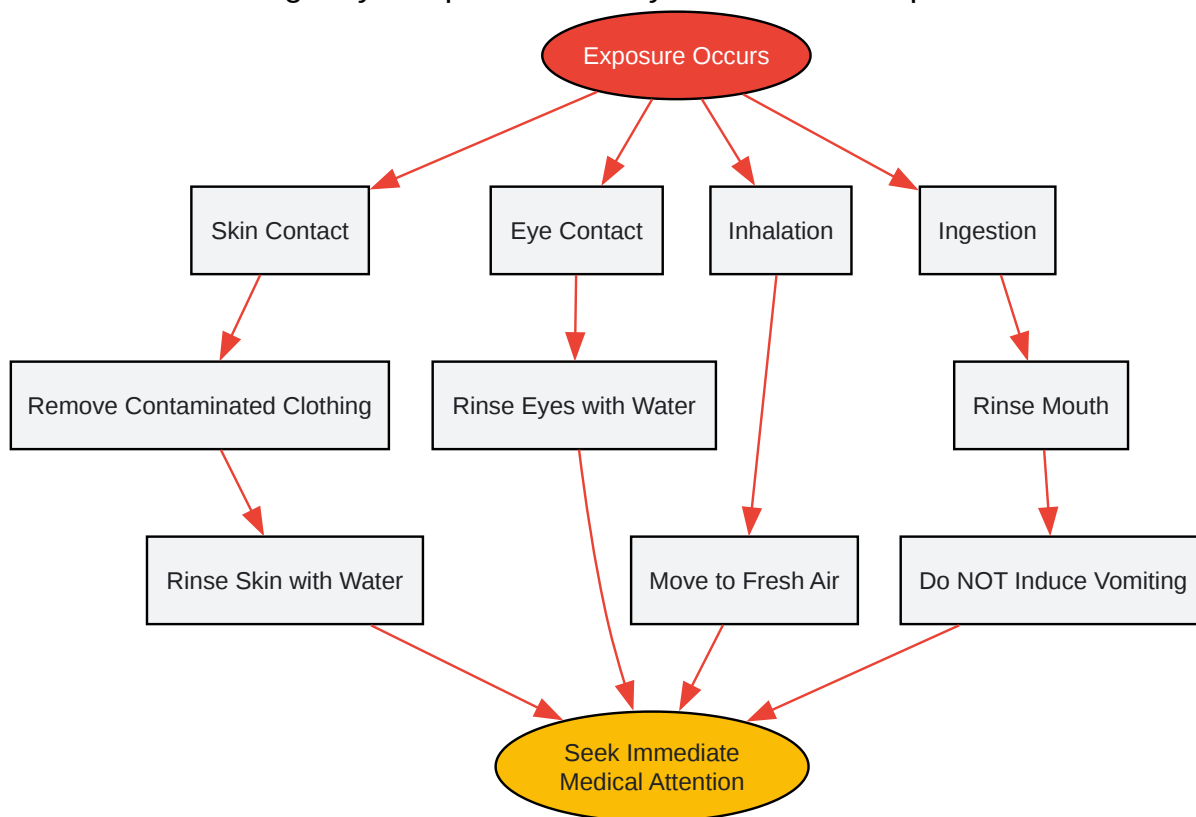 Exposure Occurs
Skin Contact
Eye Contact
Inhalation
Ingestion
Remove Contaminated Clothing
Rinse Eyes with Water
Rinse Mouth
Rinse Skin with Water
Move to Fresh Air
Do NOT Induce Vomiting
Seek Immediate
Medical Attention